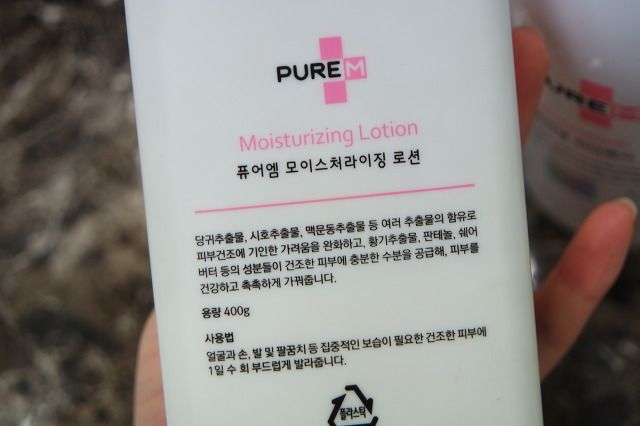 PUREM
Moisturizing Lotion
퓨어엠 모이스처라이징 로션
당귀추출물, 시호추출물, 맥문동추출물 등 여러 추출물의 함유로
피부건조에 기인한 가려움을 완화하고, 황기추출물, 판테놀, 쉐어
버터 등의 성분들이 건조한 피부에 충분한 수분을 공급해, 피부를
건강하고 촉촉하게 가꿔줍니다.
용량 400g
사용법
얼굴과 손, 발 및 팔꿈치 등 집중적인 보습이 필요한 건조한 피부에
1일 수 회 부드럽게 발라줍니다.
플라스틱
PURE